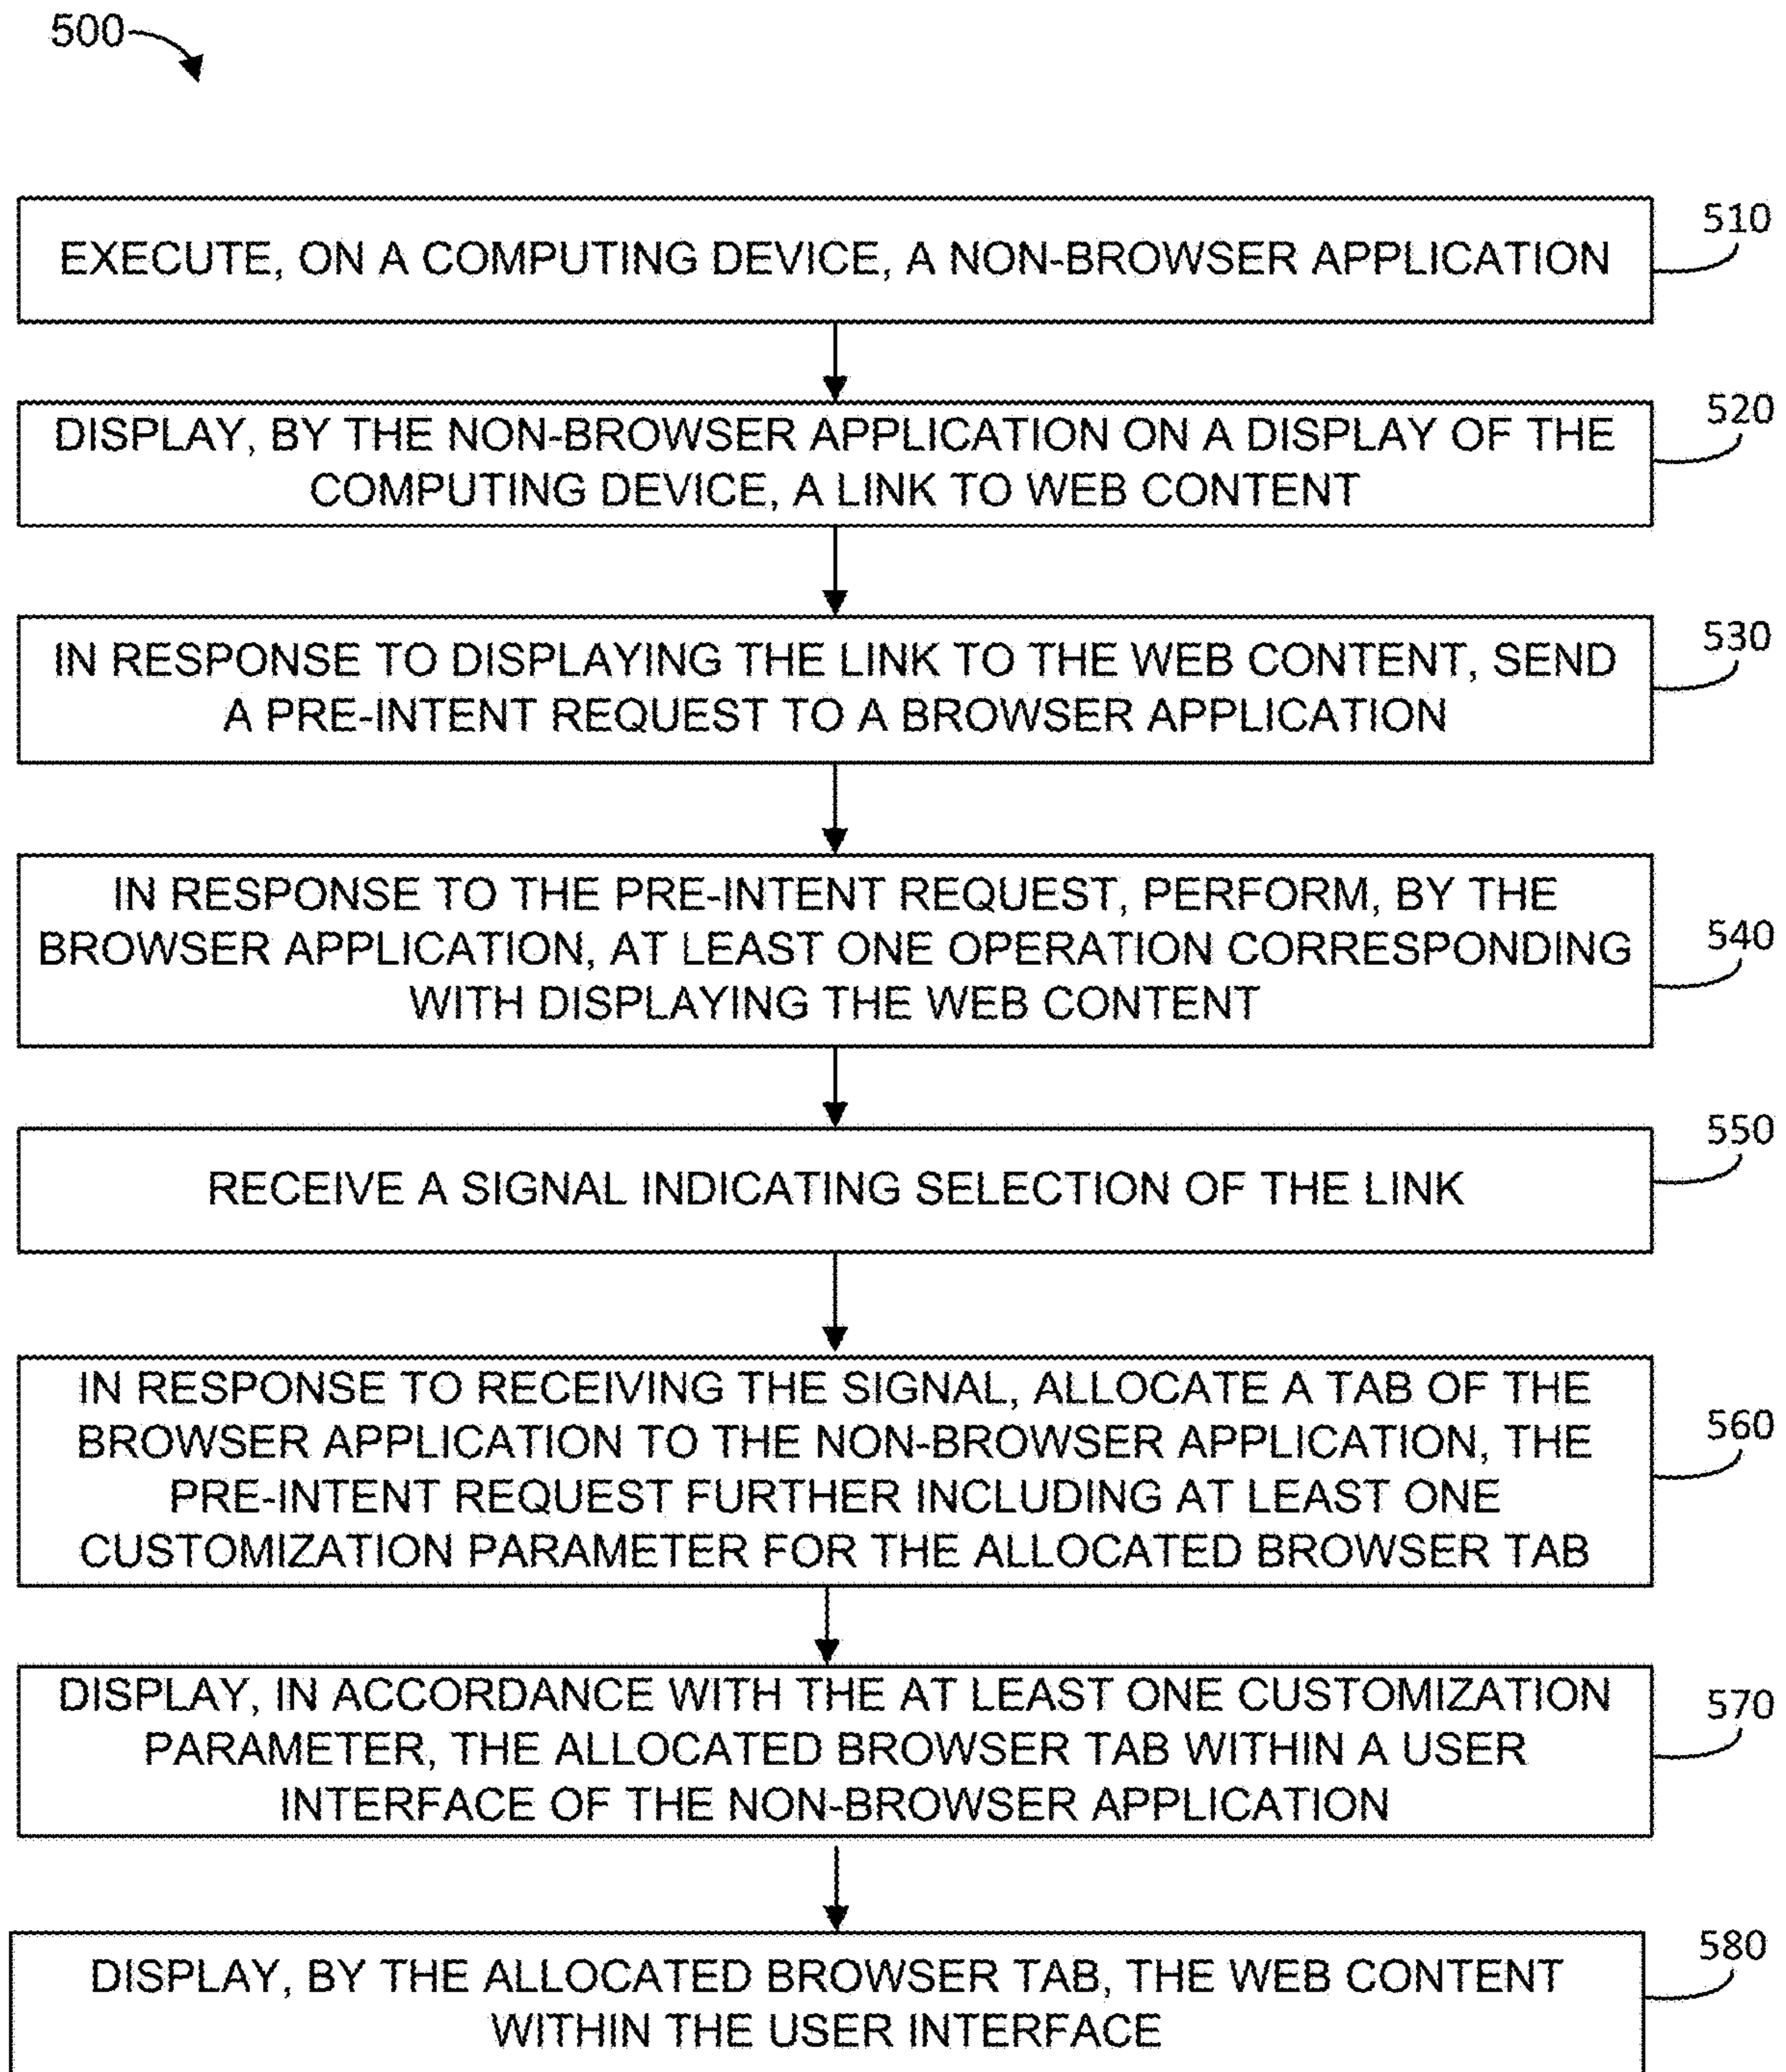 500
EXECUTE, ON A COMPUTING DEVICE, A NON-BROWSER APPLICATION
510
DISPLAY, BY THE NON-BROWSER APPLICATION ON A DISPLAY OF THE
COMPUTING DEVICE, A LINK TO WEB CONTENT
520
IN RESPONSE TO DISPLAYING THE LINK TO THE WEB CONTENT, SEND
A PRE-INTENT REQUEST TO A BROWSER APPLICATION
530
IN RESPONSE TO THE PRE-INTENT REQUEST, PERFORM, BY THE
BROWSER APPLICATION, AT LEAST ONE OPERATION CORRESPONDING
WITH DISPLAYING THE WEB CONTENT
540
RECEIVE A SIGNAL INDICATING SELECTION OF THE LINK
550
IN RESPONSE TO RECEIVING THE SIGNAL, ALLOCATE A TAB OF THE
BROWSER APPLICATION TO THE NON-BROWSER APPLICATION, THE
PRE-INTENT REQUEST FURTHER INCLUDING AT LEAST ONE
CUSTOMIZATION PARAMETER FOR THE ALLOCATED BROWSER TAB
560
DISPLAY, IN ACCORDANCE WITH THE AT LEAST ONE CUSTOMIZATION
PARAMETER, THE ALLOCATED BROWSER TAB WITHIN A USER
INTERFACE OF THE NON-BROWSER APPLICATION
570
DISPLAY, BY THE ALLOCATED BROWSER TAB, THE WEB CONTENT
WITHIN THE USER INTERFACE
580